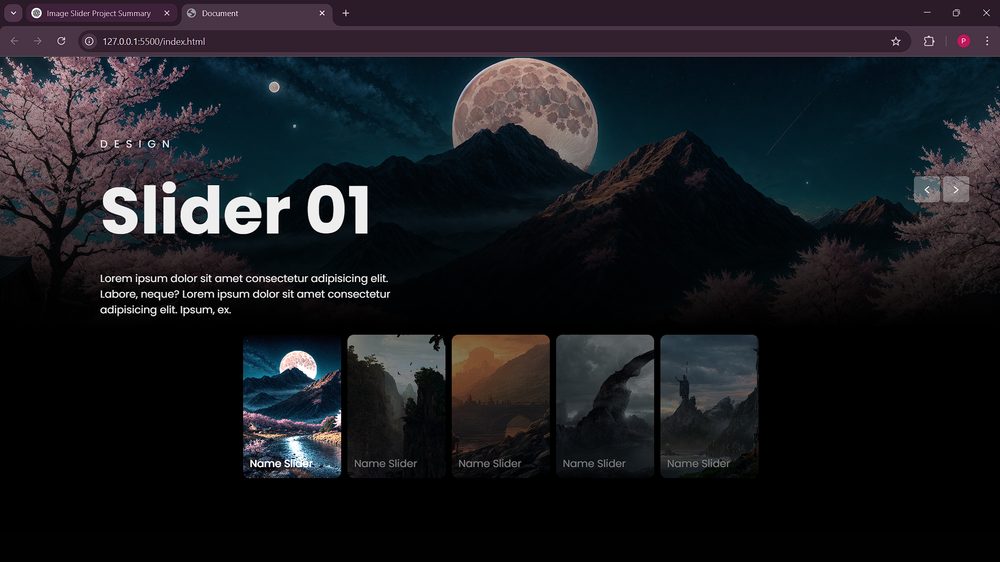 Image Slider Project Summary
Document
127.0.0.1:5500/index.html
P
DESIGN
Slider 01
Lorem ipsum dolor sit amet consectetur adipisicing elit.
Labore, neque? Lorem ipsum dolor sit amet consectetur
adipisicing elit. Ipsum, ex.
Name Slider
Name Slider
Name Slider
Name Slider
Name Slider